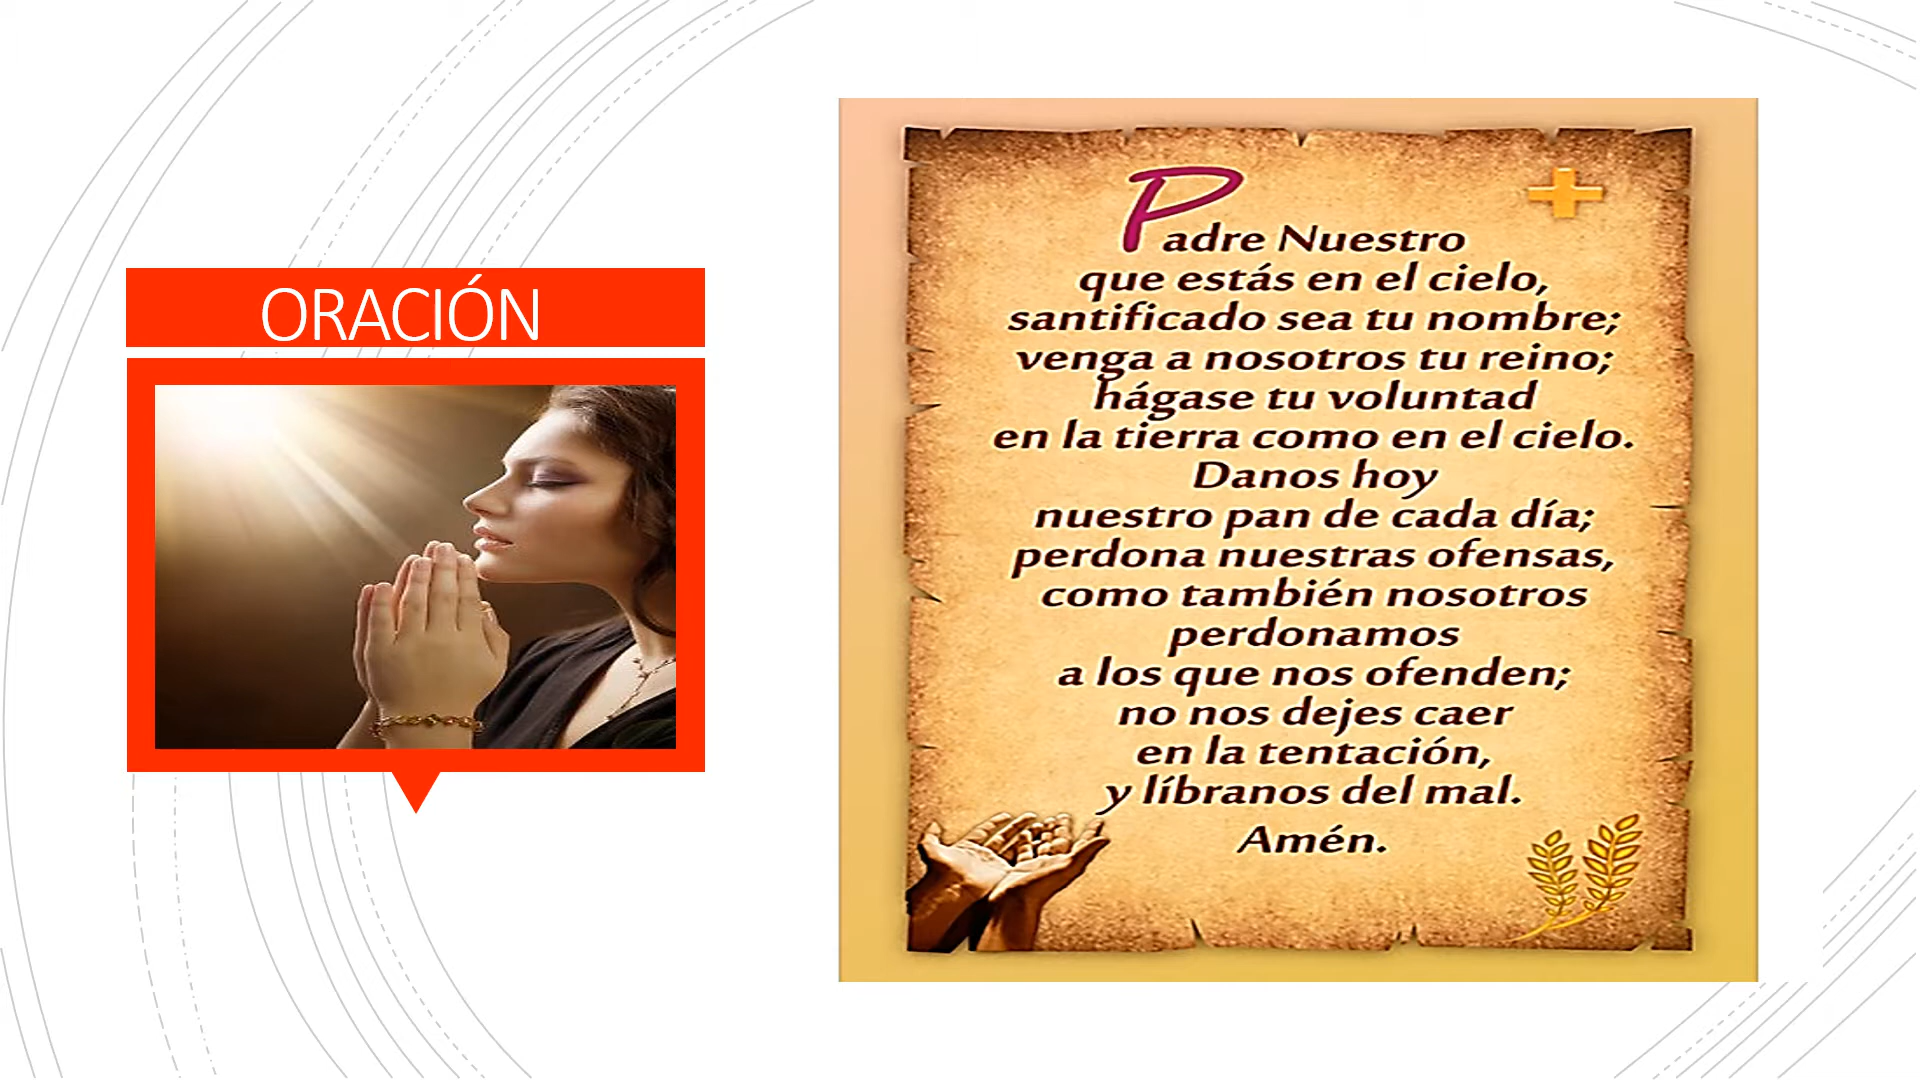 ORACIÓN
Padre Nuestro
que estás en el cielo,
santificado sea tu nombre;
venga a nosotros tu reino;
hágase tu voluntad
en la tierra como en el cielo.
Danos hoy
nuestro pan de cada día;
perdona nuestras ofensas,
como también nosotros
perdonamos
a los que nos ofenden;
no nos dejes caer
en la tentación,
y líbranos del mal.
Amén.